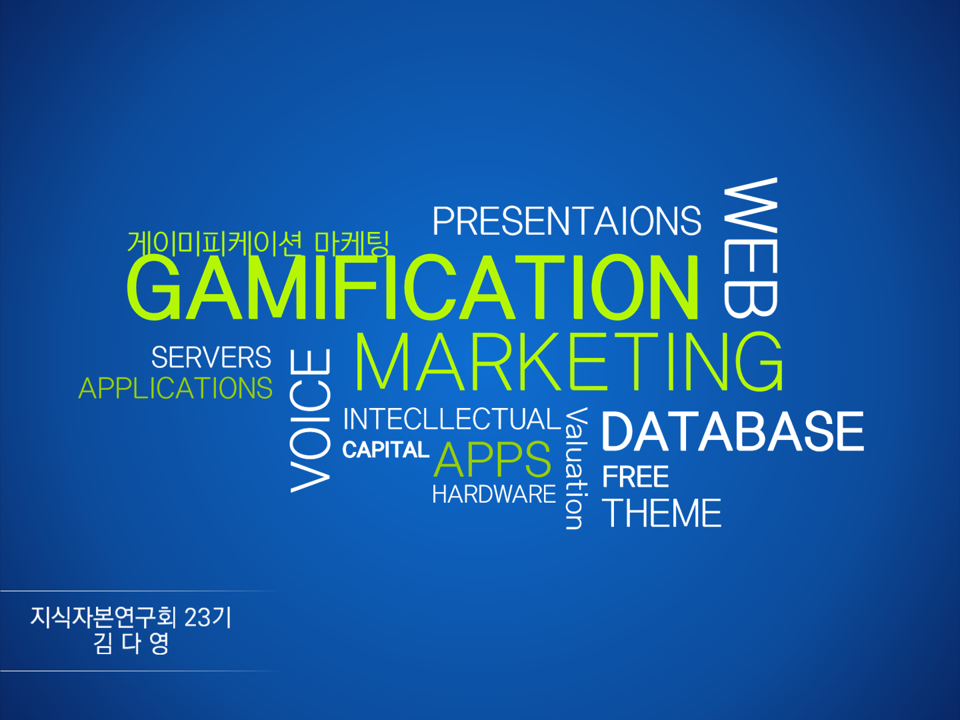 PRESENTAIONS
WEB
게이미피케이션 마케팅
GAMIFICATION
MARKETING
SERVERS
APPLICATIONS
VOICE
INTECLLECTUAL
CAPITAL
APPS
HARDWARE
Valuation
DATABASE
FREE
THEME
지식자본연구회 23기
김 다 영